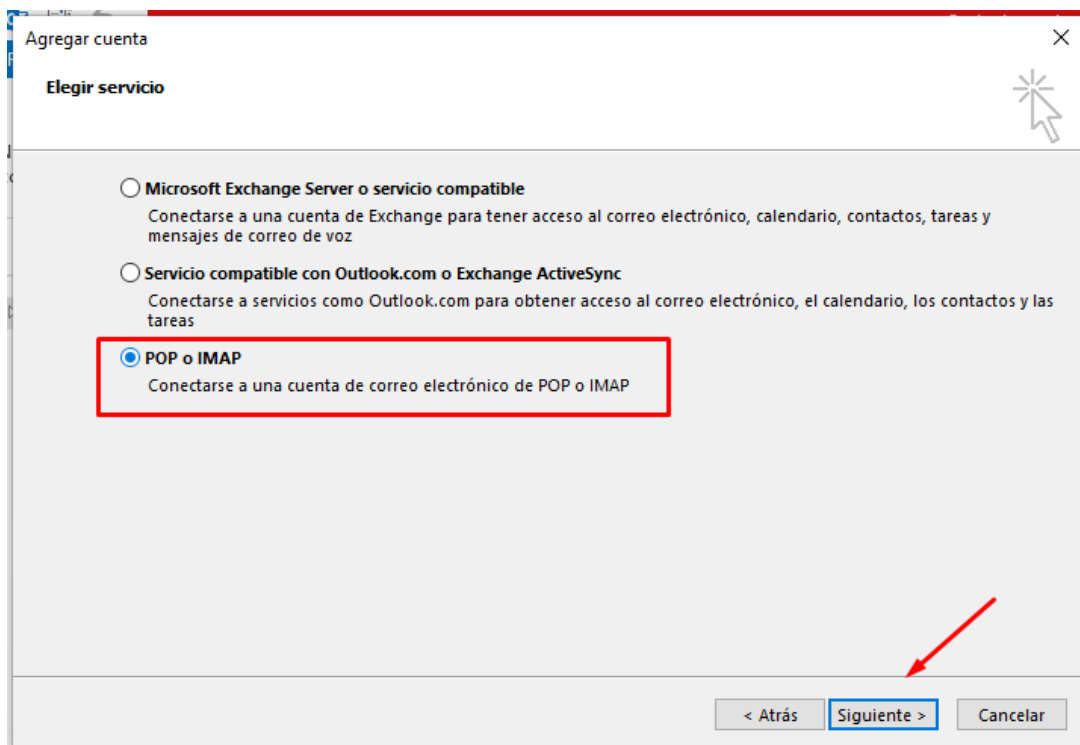 Agregar cuenta
Elegir servicio
Microsoft Exchange Server o servicio compatible
Conectarse a una cuenta de Exchange para tener acceso al correo electrónico, calendario, contactos, tareas y
mensajes de correo de voz
Servicio compatible con Outlook.com o Exchange ActiveSync
Conectarse a servicios como Outlook.com para obtener acceso al correo electrónico, el calendario, los contactos y las
tareas
POP o IMAP
Conectarse a una cuenta de correo electrónico de POP o IMAP
< Atrás
Siguiente >
Cancelar